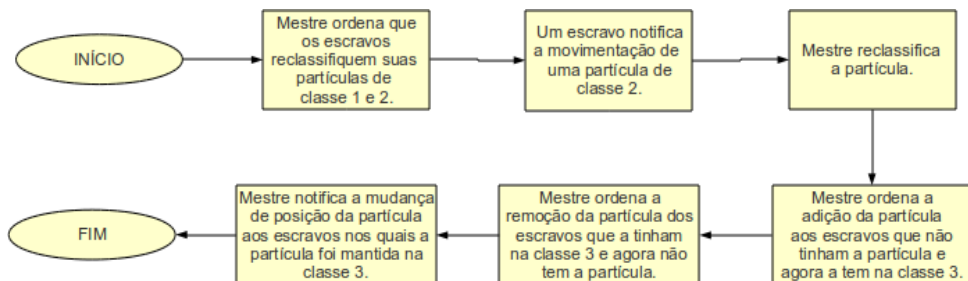 INÍCIO
Mestre ordena que
os escravos
reclassifiquem suas
partículas de
classe 1 e 2.
Um escravo notifica
a movimentação de
uma partícula de
classe 2.
Mestre reclassifica
a partícula.
Mestre ordena a
adição da partícula
aos escravos que não
tinham a partícula e
agora a tem na classe 3.
Mestre ordena a
remoção da partícula dos
escravos que a tinham
na classe 3 e agora não
tem a partícula.
Mestre notifica a mudança
de posição da partícula
aos escravos nos quais a
partícula foi mantida na
classe 3.
FIM